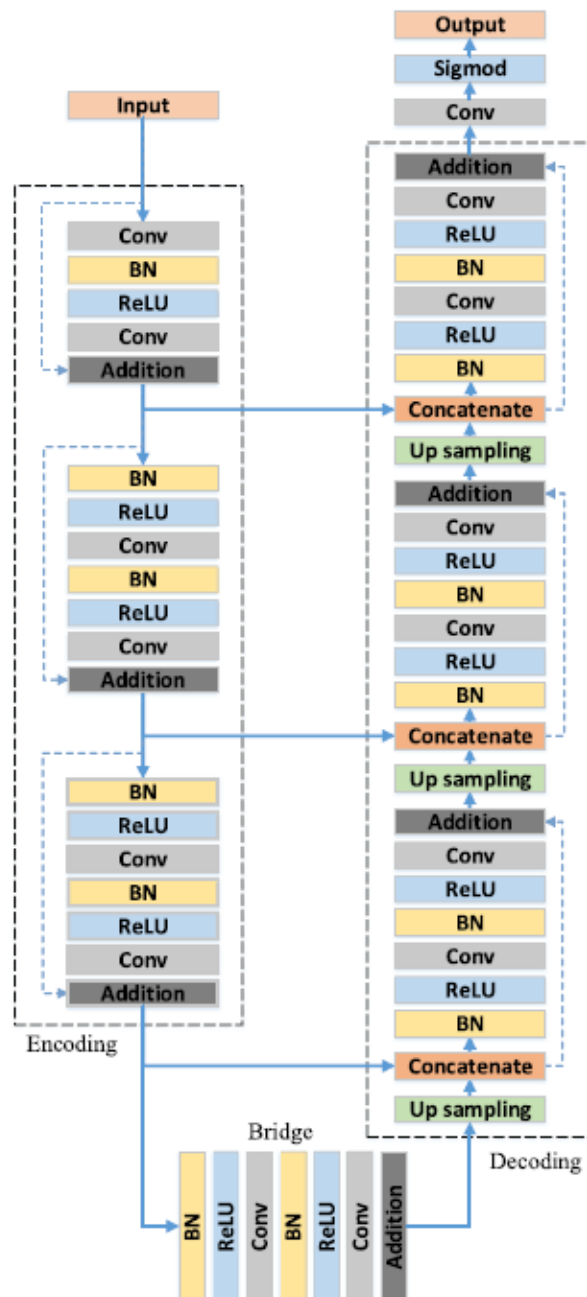 Input
Conv
BN
ReLU
Conv
Addition
BN
ReLU
Conv
BN
ReLU
Conv
Addition
BN
ReLU
Conv
BN
ReLU
Conv
Addition
Encoding
Bridge
BN
ReLU
Conv
BN
ReLU
Conv
Addition
Output
Sigmod
Conv
Addition
Conv
ReLU
BN
Conv
ReLU
BN
Concatenate
Up sampling
Addition
Conv
ReLU
BN
Conv
ReLU
BN
Concatenate
Up sampling
Addition
Conv
ReLU
BN
Conv
ReLU
BN
Concatenate
Up sampling
Decoding